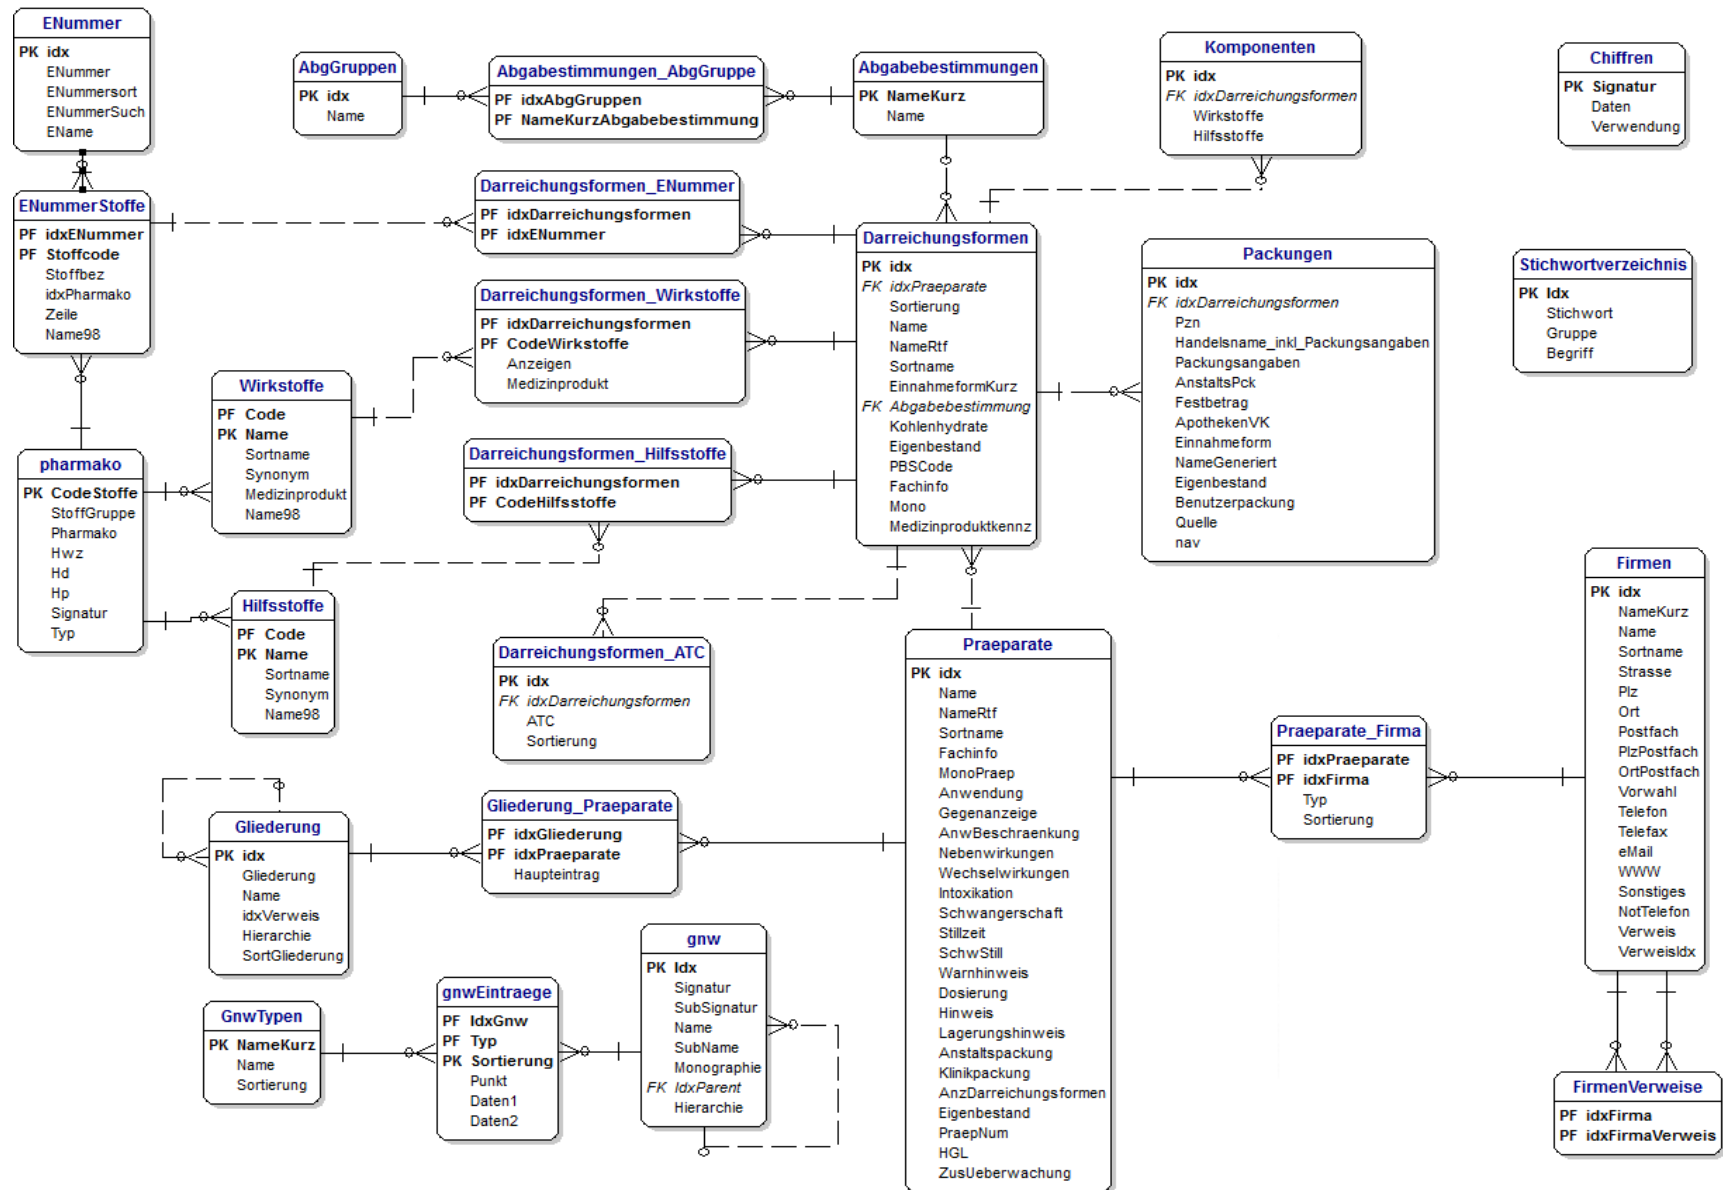 ENummer
PK idx
ENummer
ENummersort
ENummerSuch
EName
AbgGruppen
PK idx
Name
Abgabestimmungen_AbgGruppe
PF idxAbgGruppen
PF NameKurzAbgabebestimmung
Abgabebestimmungen
PK NameKurz
Name
Komponenten
PK idx
FK idxDarreichungsformen
Wirkstoffe
Hilfsstoffe
Chiffren
PK Signatur
Daten
Verwendung
ENummerStoffe
PF idxENummer
PF Stoffcode
Stoffbez
idxPharmako
Zeile
Name98
Darreichungsformen_ENummer
PF idxDarreichungsformen
PF idxENummer
Darreichungsformen_Wirkstoffe
PF idxDarreichungsformen
PF CodeWirkstoffe
Anzeigen
Medizinprodukt
Darreichungsformen
PK idx
FK idxPraeparate
Sortierung
Name
NameRtf
Sortname
EinnahmeformKurz
FK Abgabebestimmung
Kohlenhydrate
Eigenbestand
PBSCode
Fachinfo
Mono
Medizinproduktkennz
Packungen
PK idx
FK idxDarreichungsformen
Pzn
Handelsname_inkl_Packungsangaben
Packungsangaben
AnstaltsPck
Festbetrag
ApothekenVK
Einnahmeform
NameGeneriert
Eigenbestand
Benutzerpackung
Quelle
nav
Stichwortverzeichnis
PK Idx
Stichwort
Gruppe
Begriff
Wirkstoffe
PF Code
PK Name
Sortname
Synonym
Medizinprodukt
Name98
pharmako
PK CodeStoffe
StoffGruppe
Pharmako
Hwz
Hd
Hp
Signatur
Typ
Darreichungsformen_Hilfsstoffe
PF idxDarreichungsformen
PF CodeHilfsstoffe
Hilfsstoffe
PF Code
PK Name
Sortname
Synonym
Name98
Darreichungsformen_ATC
PK idx
FK idxDarreichungsformen
ATC
Sortierung
Praeparate
PK idx
Name
NameRtf
Sortname
Fachinfo
MonoPraep
Anwendung
Gegenanzeige
AnwBeschraenkung
Nebenwirkungen
Wechselwirkungen
Intoxikation
Schwangerschaft
Stillzeit
SchwStill
Warnhinweis
Dosierung
Hinweis
Lagerungshinweis
Anstaltspackung
Klinikpackung
AnzDarreichungsformen
Eigenbestand
PraepNum
HGL
ZusUeberwachung
Praeparate_Firma
PF idxPraeparate
PF idxFirma
Typ
Sortierung
Firmen
PK idx
NameKurz
Name
Sortname
Strasse
Plz
Ort
Postfach
PlzPostfach
OrtPostfach
Vorwahl
Telefon
Telefax
eMail
WWW
Sonstiges
NotTelefon
Verweis
VerweisIdx
Gliederung
PK idx
Gliederung
Name
idxVerweis
Hierarchie
SortGliederung
Gliederung_Praeparate
PF idxGliederung
PF idxPraeparate
Haupteintrag
gnw
PK Idx
Signatur
SubSignatur
Name
SubName
Monographie
FK IdxParent
Hierarchie
GnwTypen
PK NameKurz
Name
Sortierung
gnwEintraege
PF IdxGnw
PF Typ
PK Sortierung
Punkt
Daten1
Daten2
FirmenVerweise
PF idxFirma
PF idxFirmaVerweis